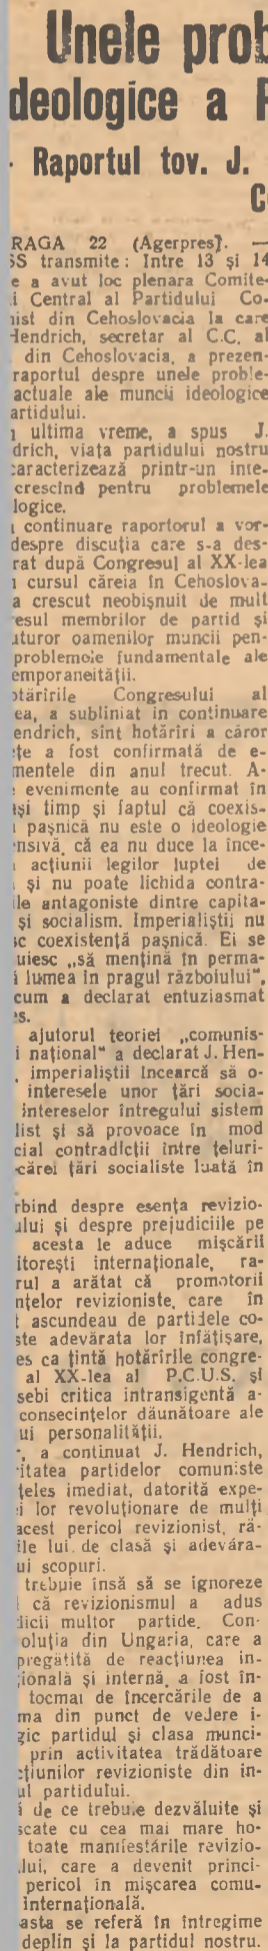 Unele prob
deologice a P
- Raportul tov. J.
C
RAGA 22 (Agerpres). —
SS transmite: Intre 13 și 14
e a avut loc plenara Comite-
i Central al Partidului Co-
nist din Cehoslovacia la care
Hendrich, secretar al C.C. al
din Cehoslovacia, a prezen-
raportul despre unele proble-
actuale ale muncii ideologice
artidului.
n ultima vreme, a spus J.
drich, viața partidului nostru
caracterizează printr-un inte-
crescînd pentru problemele
logice.
n continuare raportorul a vor-
despre discuția care s-a des-
rat după Congresul al XX-lea
n cursul căreia în Cehoslova-
a crescut neobișnuit de mult
resul membrilor de partid și
uturor oamenilor muncii pen-
problemele fundamentale ale
emporaneității.
otărîrile Congresului al
ea, a subliniat în continuare
endrich, sînt hotărîri a căror
ețe a fost confirmată de e-
mentele din anul trecut. A-
e evenimente au confirmat în
ași timp și faptul că coexis-
a pașnică nu este o ideologie
nsivă, că ea nu duce la înce-
a acțiunii legilor luptei de
și nu poate lichida contra-
ile antagoniste dintre capita-
și socialism. Imperialiștii nu
sc coexistență pașnică. Ei se
uiesc „să mențină în perma-
ă lumea în pragul războiului“,
cum a declarat entuziasmat
es.
ajutorul teoriei „comunis-
i național“ a declarat J. Hen-
, imperialiștii încearcă să o-
interesele unor țări socia-
intereselor întregului sistem
list și să provoace în mod
cial contradicții între țeluri-
cărei țări socialiste luată în
rbind despre esența revizio-
ului și despre prejudiciile pe
acesta le aduce mișcării
itorești internaționale, ra-
rul a arătat că promotorii
nțelor revizioniste, care în
t ascundeau de partidele co-
ste adevărata lor înfățișare,
es ca țintă hotărîrile congre-
al XX-lea al P.C.U.S. și
sebi critica intransigentă a-
consecințelor dăunătoare ale
ui personalității.
, a continuat J. Hendrich,
ritatea partidelor comuniste
țeles imediat, datorită expe-
i lor revoluționare de mulți
acest pericol revizionist, ră-
ile lui de clasă și adevăra-
ui scopuri.
trebuie însă să se ignoreze
că revizionismul a adus
dicii multor partide. Con-
oluția din Ungaria, care a
pregătită de reacțiunea in-
țională și internă, a fost în-
tocmai de încercările de a
ma din punct de vedere i-
gic partidul și clasa munci-
prin activitatea trădătoare
cțiunilor revizioniste din in-
ul partidului.
ă de ce trebuie dezvăluite și
scate cu cea mai mare ho-
toate manifestările revizio-
lui, care a devenit princi-
pericol în mișcarea comu-
internațională.
asta se referă în întregime
deplin și la partidul nostru.